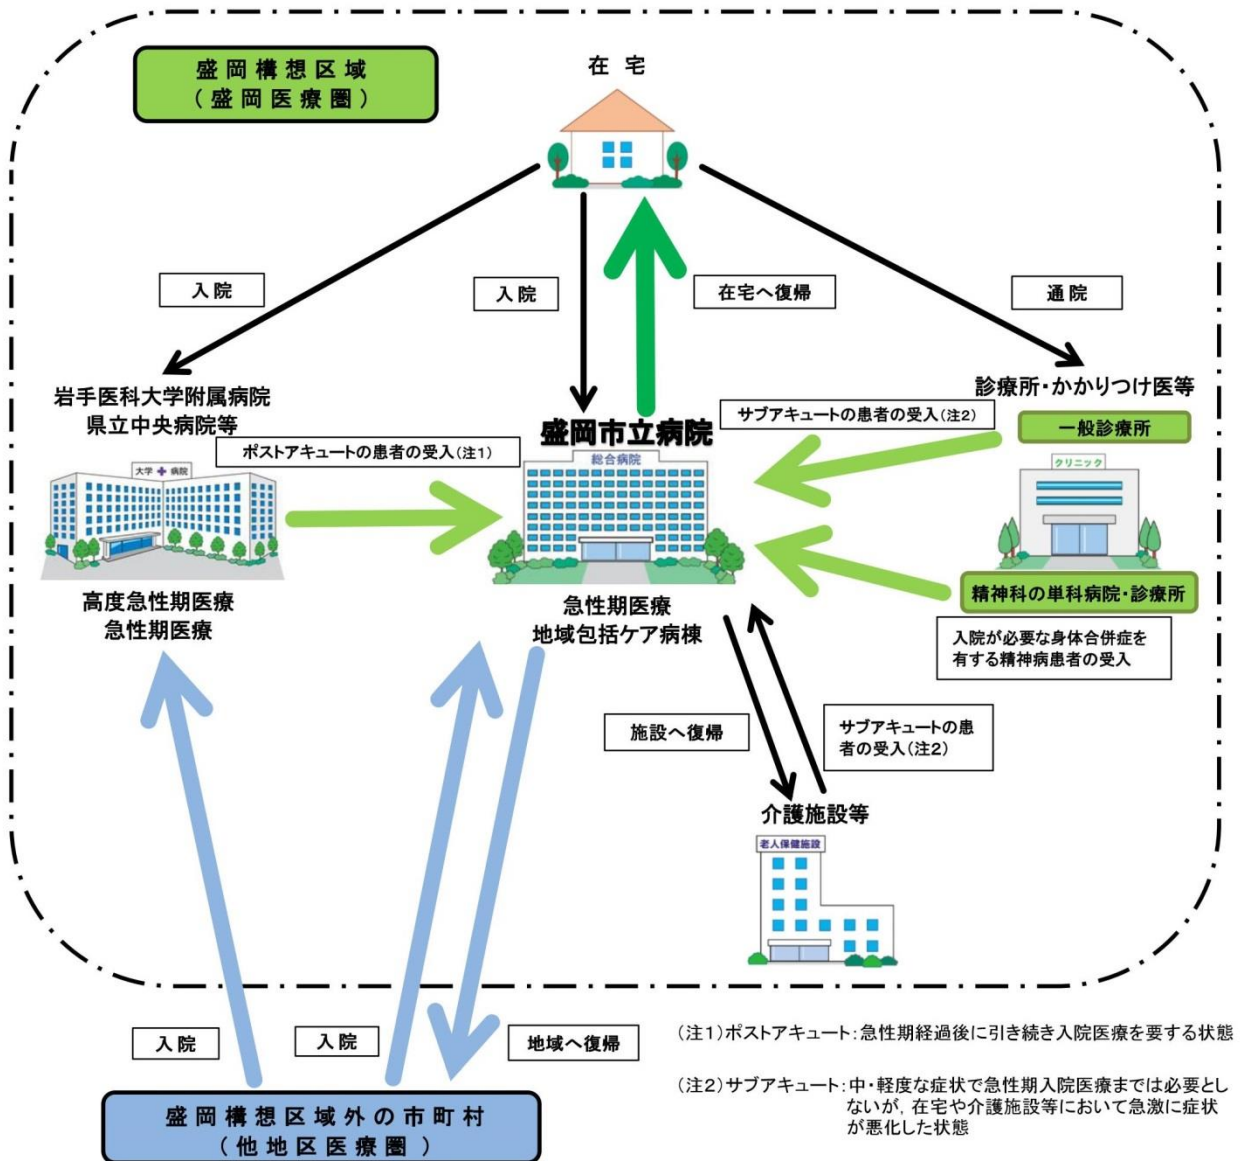 盛岡構想区域
(盛岡医療圏)
在 宅
入院
入院
在宅へ復帰
通院
岩手医科大学附属病院
県立中央病院等
診療所・かかりつけ医等
ポストアキュートの患者の受入(注1)
盛岡市立病院
サブアキュートの患者の受入(注2)
一般診療所
大学 病院
総合病院
クリニック
高度急性期医療
急性期医療
急性期医療
地域包括ケア病棟
精神科の単科病院・診療所
入院が必要な身体合併症を
有する精神病患者の受入
施設へ復帰
サブアキュートの患
者の受入(注2)
介護施設等
老人保健施設
入院
入院
地域へ復帰
(注1)ポストアキュート:急性期経過後に引き続き入院医療を要する状態
(注2)サブアキュート:中・軽度な症状で急性期入院医療までは必要とし
ないが,在宅や介護施設等において急激に症状
が悪化した状態
盛岡構想区域外の市町村
(他地区医療圏)